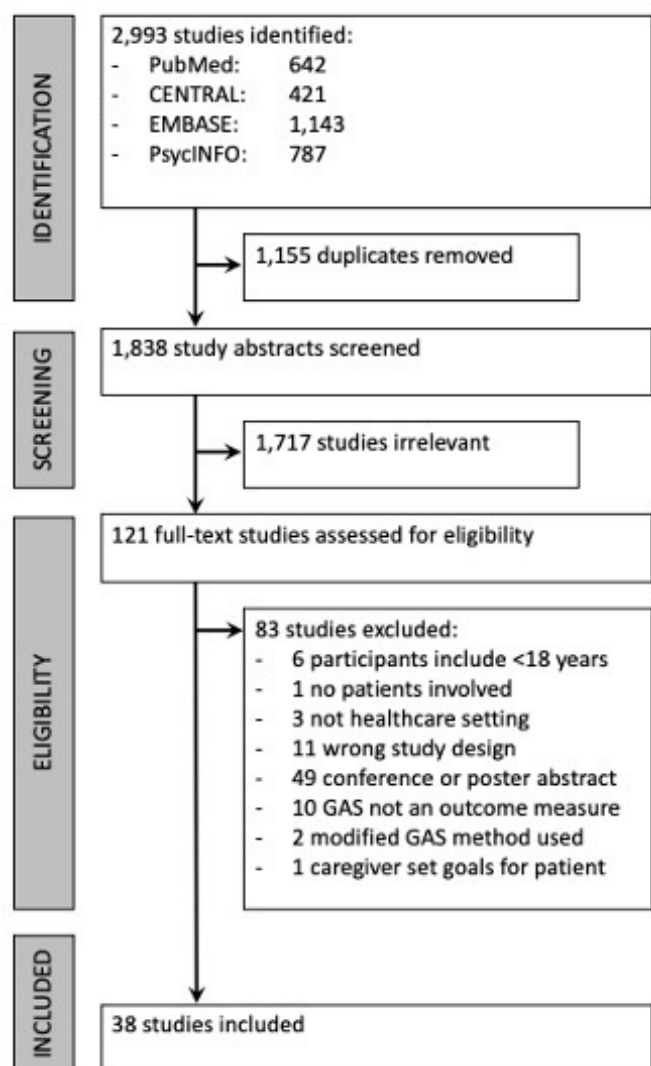 IDENTIFICATION
2,993 studies identified:
- PubMed: 642
- CENTRAL: 421
- EMBASE: 1,143
- PsycINFO: 787
1,155 duplicates removed
SCREENING
1,838 study abstracts screened
1,717 studies irrelevant
ELIGIBILITY
121 full-text studies assessed for eligibility
83 studies excluded:
- 6 participants include <18 years
- 1 no patients involved
- 3 not healthcare setting
- 11 wrong study design
- 49 conference or poster abstract
- 10 GAS not an outcome measure
- 2 modified GAS method used
- 1 caregiver set goals for patient
INCLUDED
38 studies included